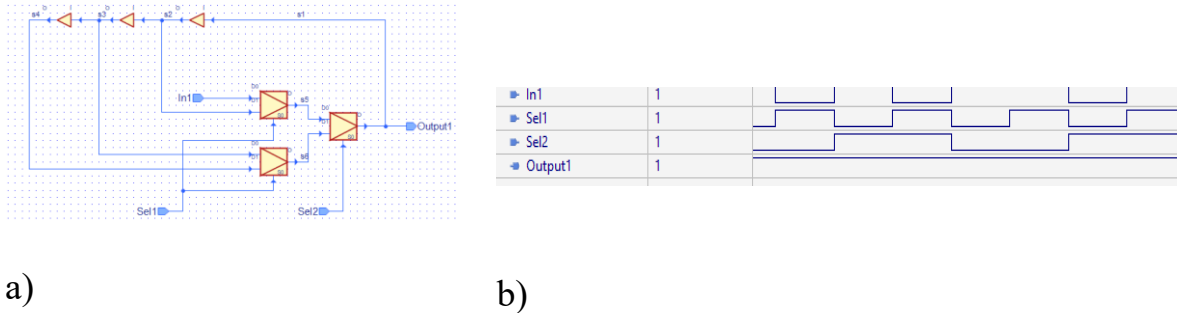 s4 s3 s2 s1
In1
s5
Output1
s6
Sel1 Sel2
In1 1
Sel1 1
Sel2 1
Output1 1
a) b)